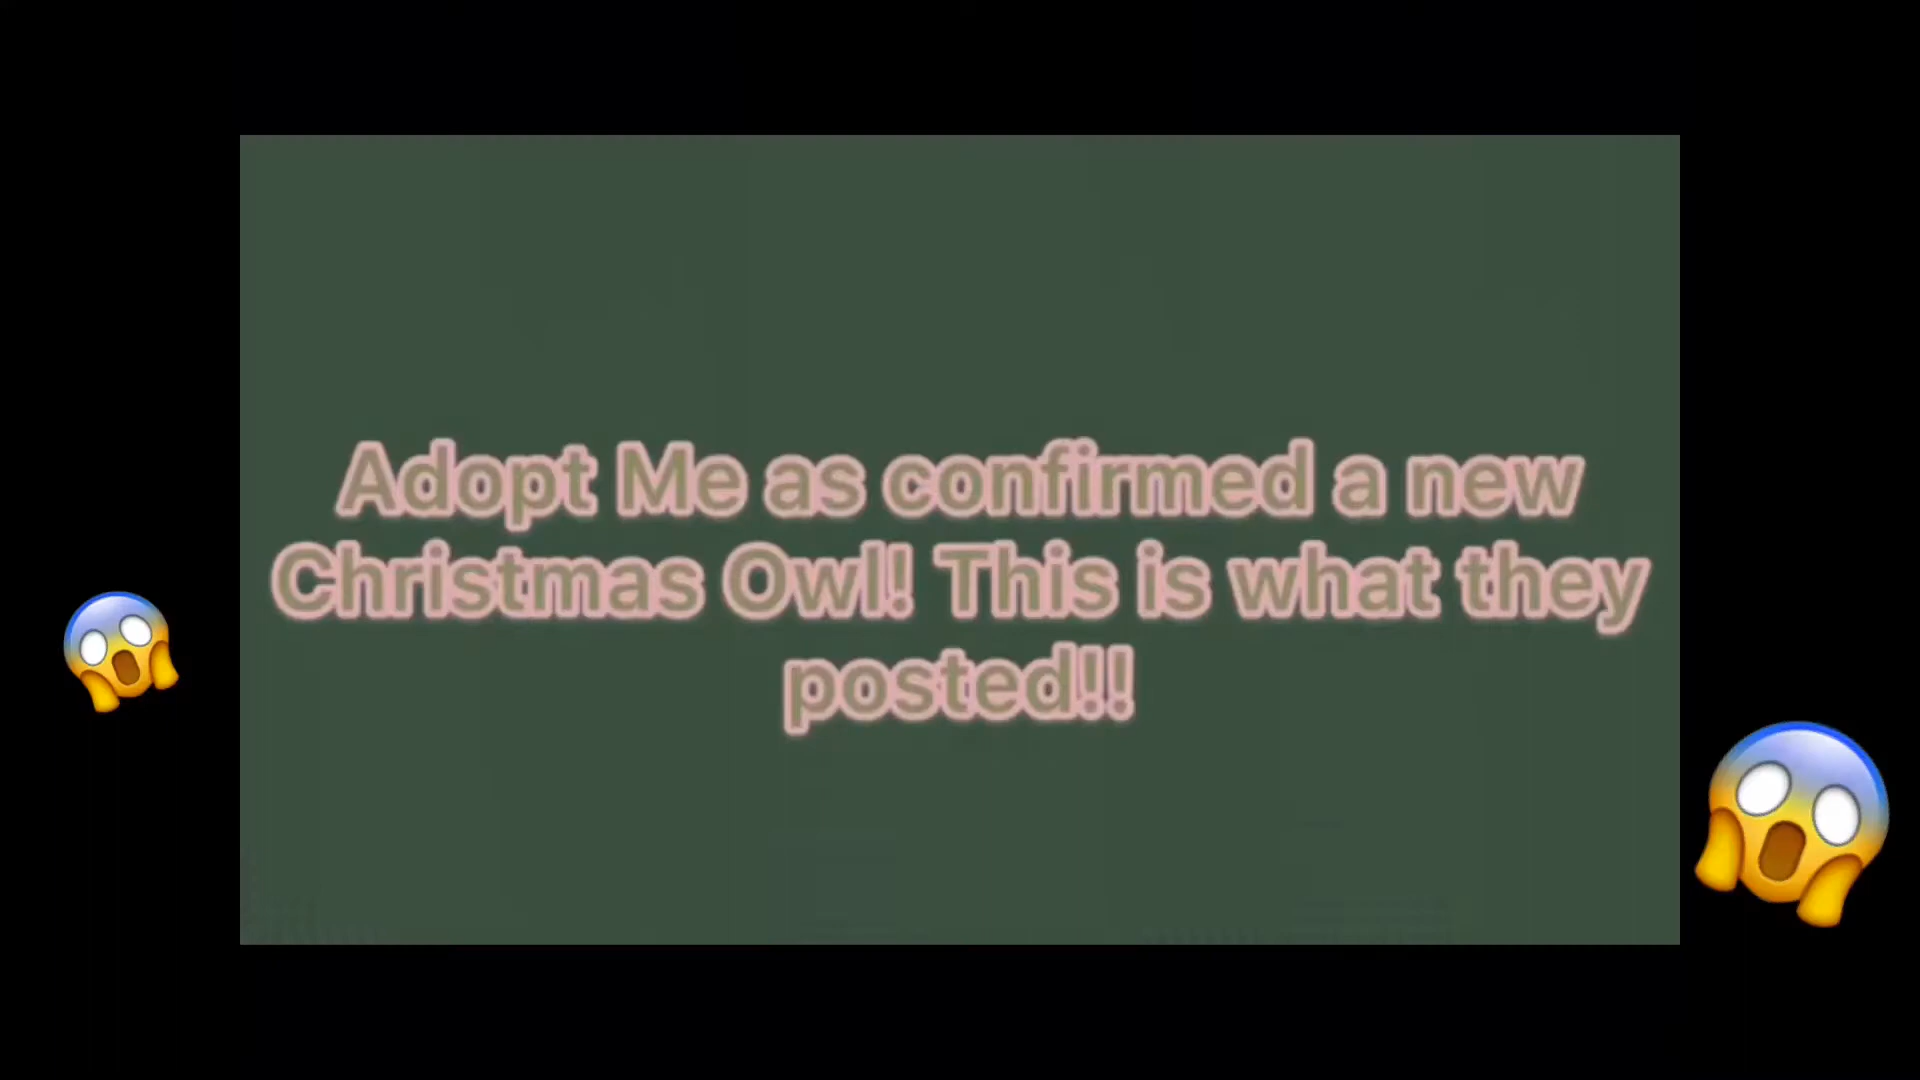 Adopt Me as confirmed a new
Christmas Owl! This is what they
posted!!